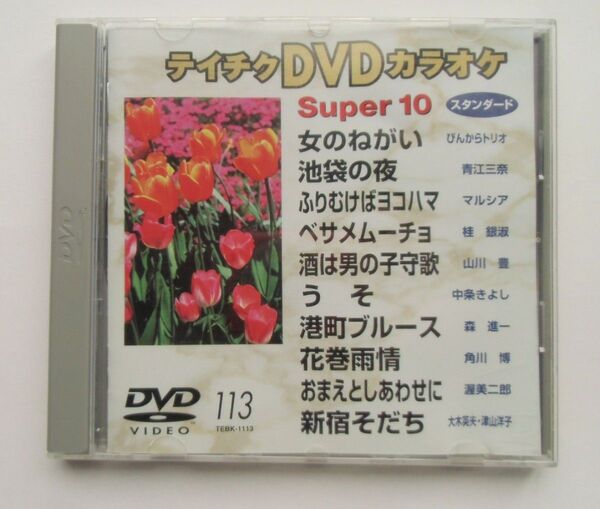 テイチクDVDカラオケ
Super 10 スタンダード
女のねがい ぴんからトリオ
池袋の夜 青江三奈
ふりむけばヨコハマ マルシア
ベサメムーチョ 桂 銀淑
酒は男の子守歌 山川 豊
うそ 中条きよし
港町ブルース 森 進一
花巻雨情 角川 博
おまえとしあわせに 渥美二郎
新宿そだち 大木英夫・津山洋子
DVD 113
VIDEO TEBK-1113
DVD